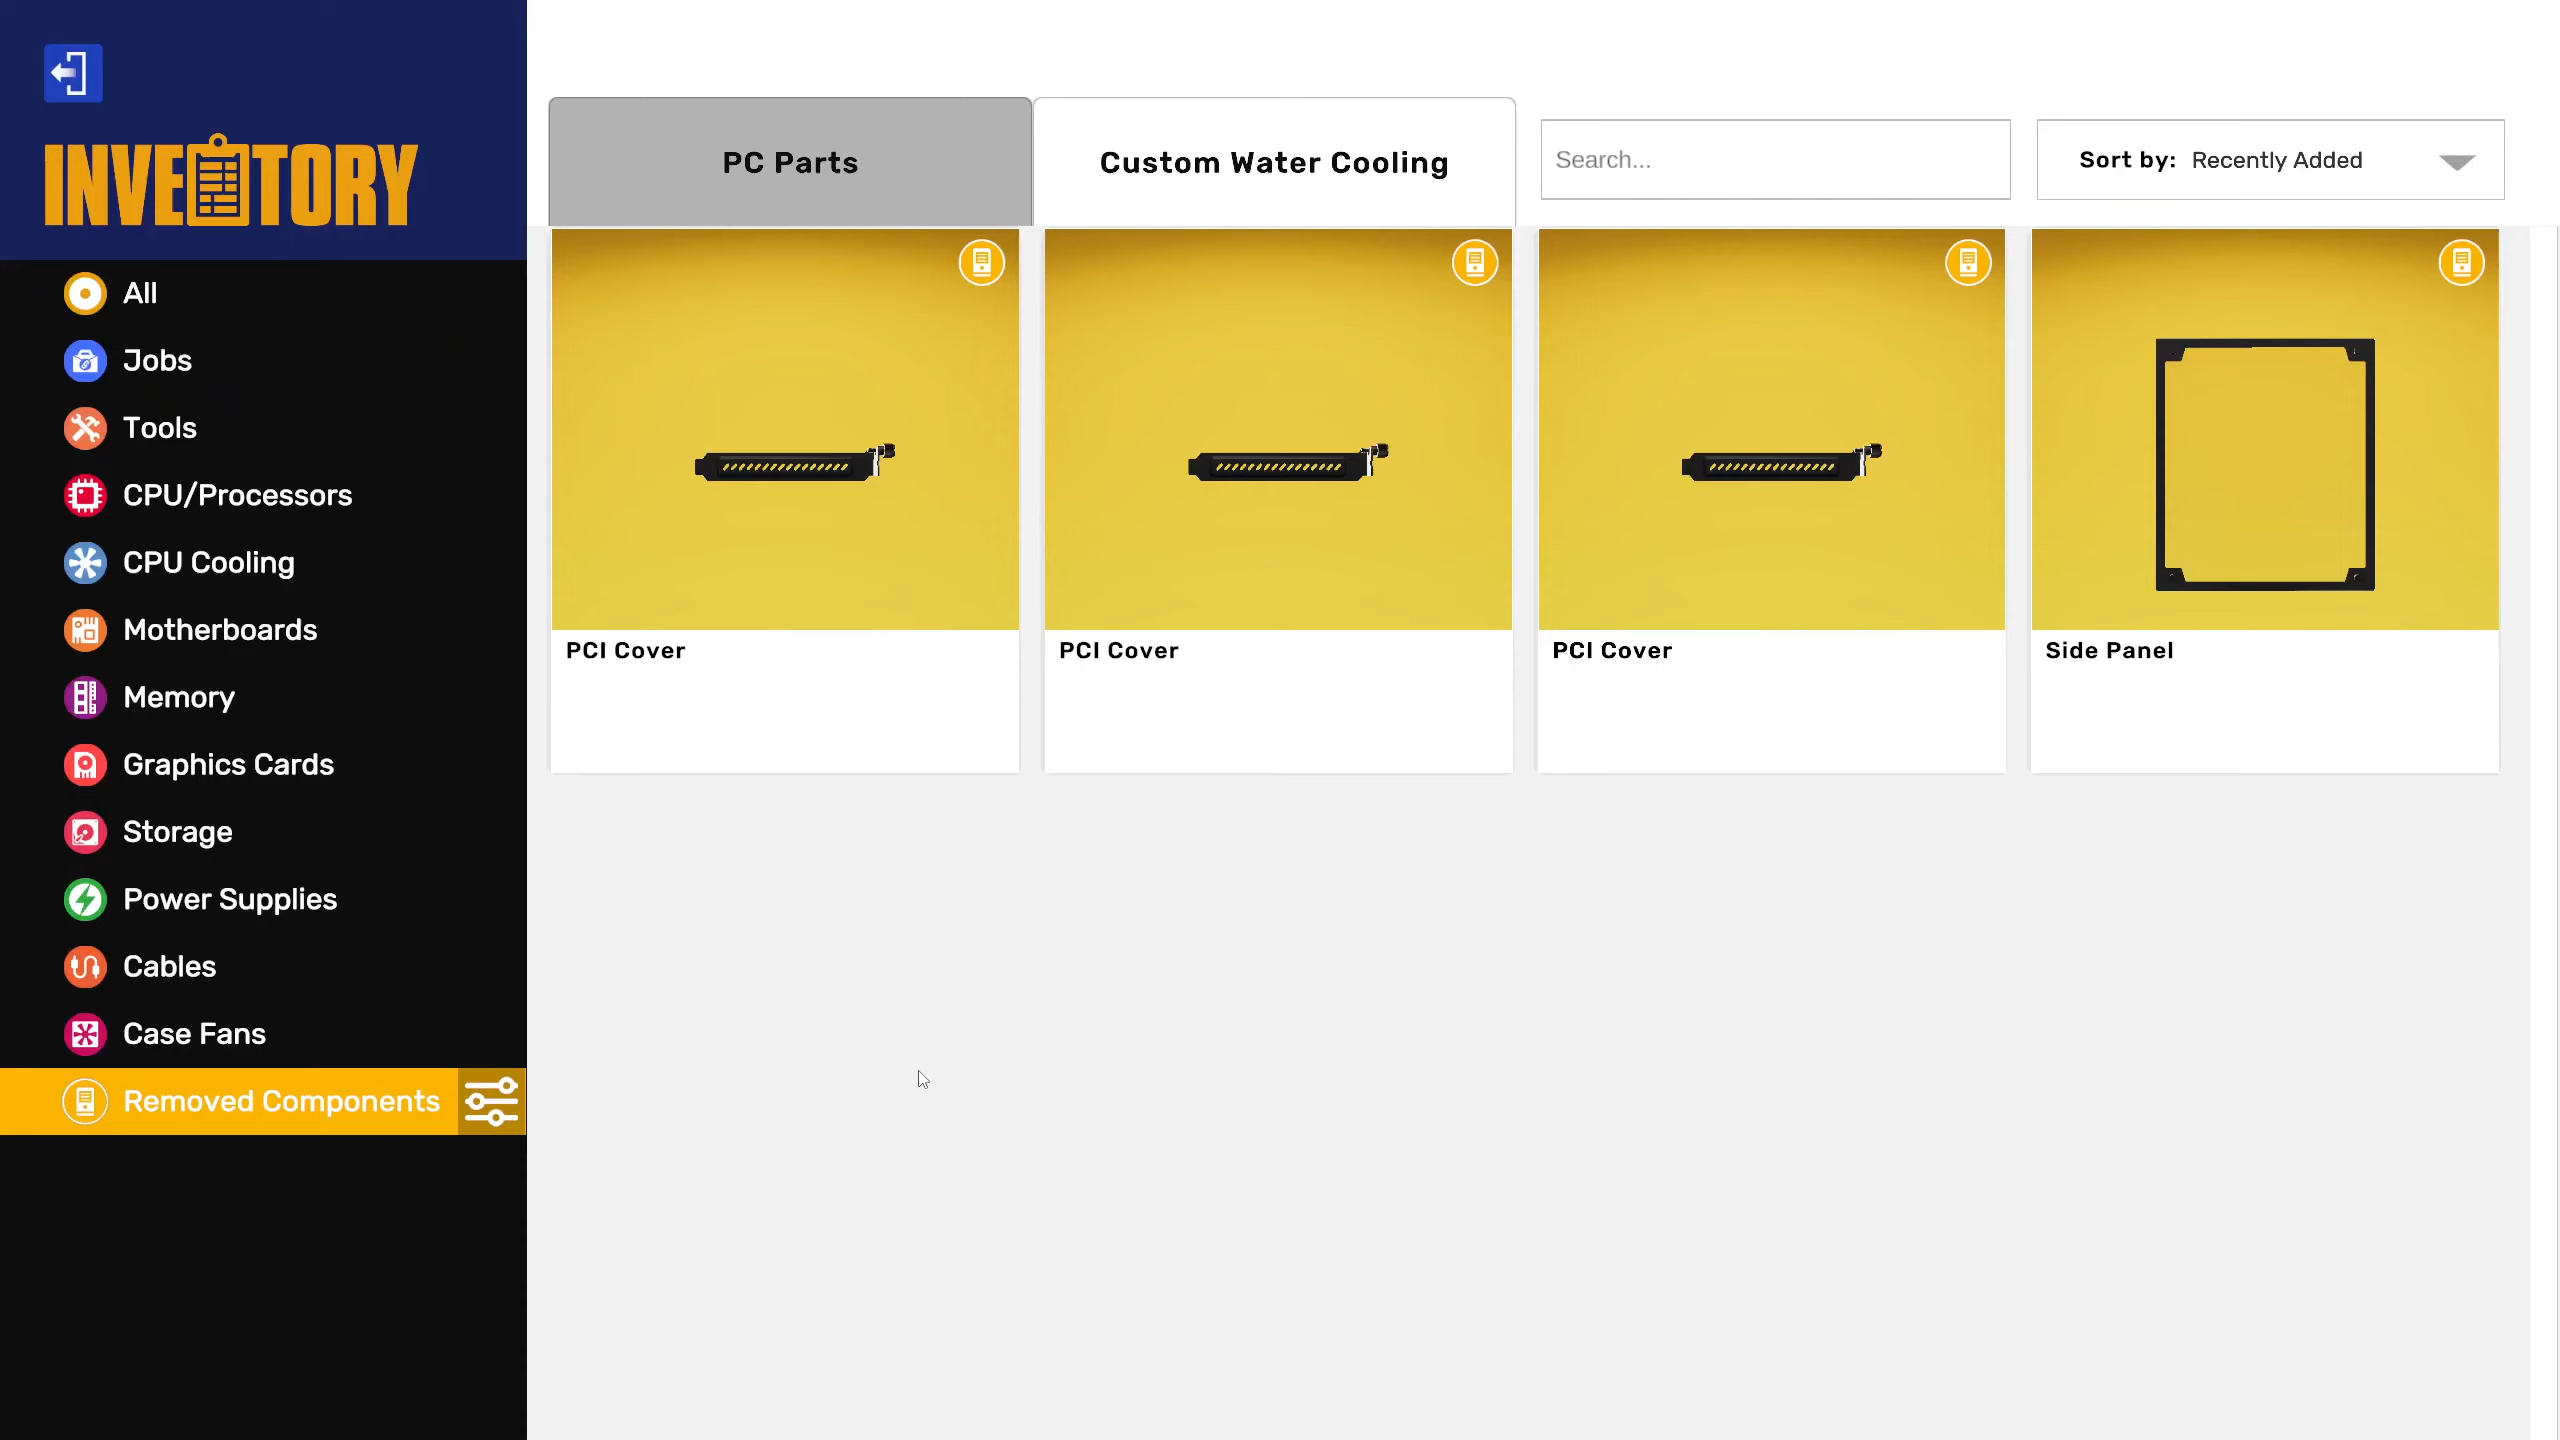 INVENTORY
All
Jobs
Tools
CPU/Processors
CPU Cooling
Motherboards
Memory
Graphics Cards
Storage
Power Supplies
Cables
Case Fans
Removed Components
PC Parts
Custom Water Cooling
Search...
Sort by: Recently Added
PCI Cover
PCI Cover
PCI Cover
Side Panel